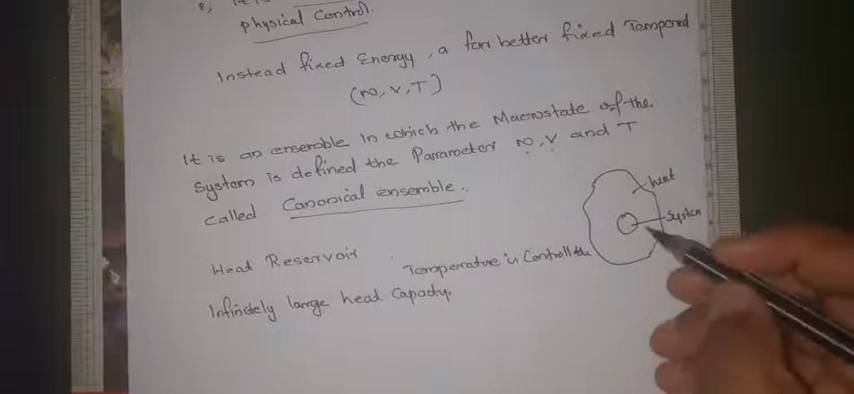 physical Control.
Instead fixed Energy, a far better fixed
(N, V, T)
It is an ensemble in which the Macrostate of the
System is defined the Parameter N, V and T
called Canonical ensemble.
heat
System
Heat Reservoir
Temperature is Controll the
Infinitely large heat Capacity.